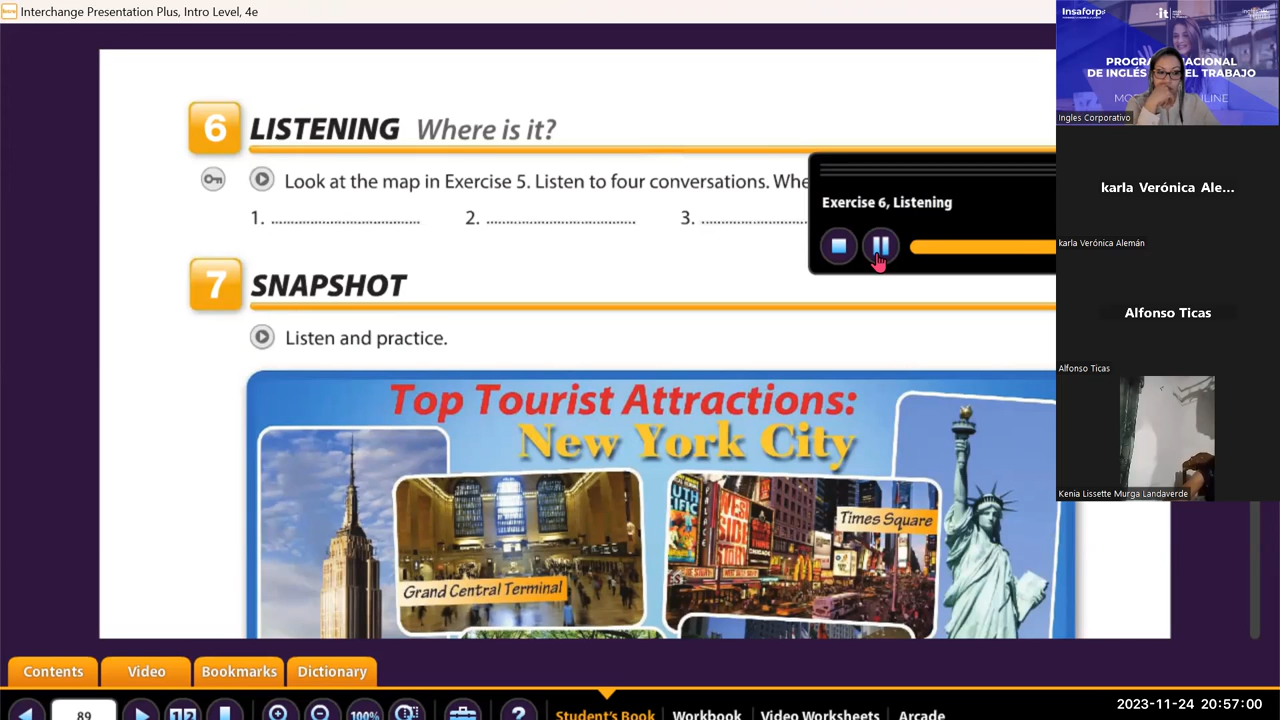 Interchange Presentation Plus, Intro Level, 4e
6 LISTENING Where is it?
Look at the map in Exercise 5. Listen to four conversations. Whe
1. 2. 3.
Exercise 6, Listening
7 SNAPSHOT
Listen and practice.
Top Tourist Attractions:
New York City
Times Square
Grand Central Terminal
Contents Video Bookmarks Dictionary
89 1 2 100% ? Student's Book Workbook Video Worksheets Arcade
Insaforp
·it
PROGRA NACIONAL
DE INGLÉS EL TRABAJO
Ingles Corporativo
karla Verónica Ale...
karla Verónica Alemán
Alfonso Ticas
Alfonso Ticas
Kenia Lissette Murga Landaverde
2023-11-24 20:57:00